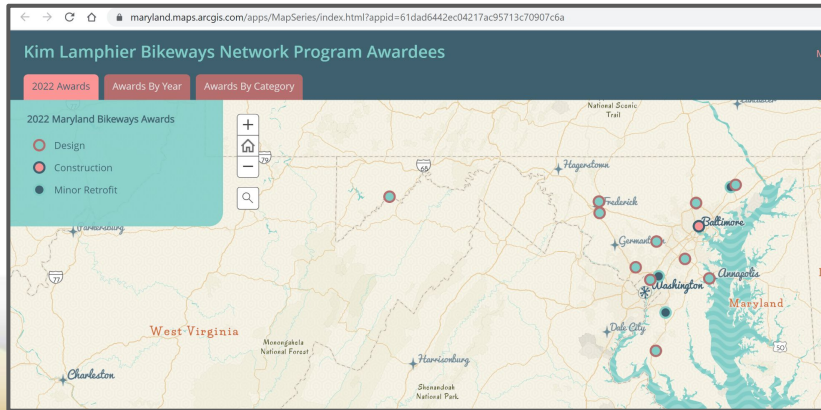 maryland.maps.arcgis.com/apps/MapSeries/index.html?appid=61dad6442ec04217ac95713c70907c6a
Kim Lamphier Bikeways Network Program Awardees
M
2022 Awards
Awards By Year
Awards By Category
2022 Maryland Bikeways Awards
Design
Construction
Minor Retrofit
+
−
National Scenic
Trail
Lancaster
79
68
Hagerstown
Frederick
Parkersburg
Baltimore
77
Annapolis
Washington
Maryland
West Virginia
Monongahela
National Forest
Dale City
50
Harrisonburg
Charleston
Shenandoah
National Park